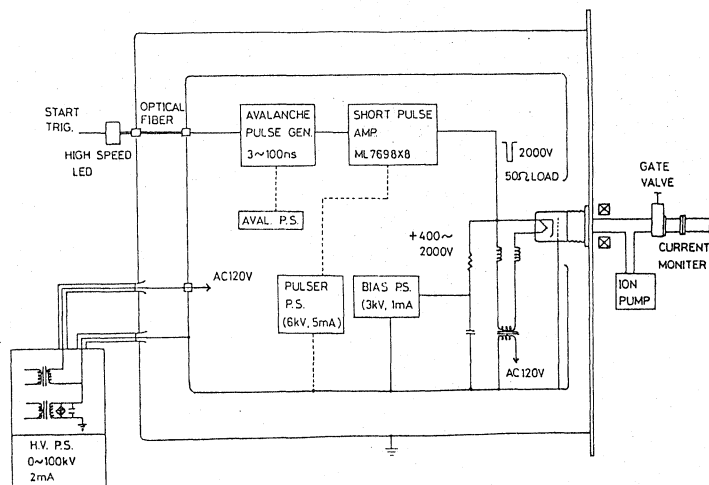 START
TRIG.
HIGH SPEED
LED
OPTICAL
FIBER
AVALANCHE
PULSE GEN.
3~100ns
SHORT PULSE
AMP.
ML7698X8
2000V
50Ω LOAD
GATE
VALVE
AVAL. P.S.
+400~
2000V
CURRENT
MONITER
ION
PUMP
AC120V
PULSER
P.S.
(6kV, 5mA)
BIAS P.S.
(3kV, 1mA)
AC120V
H.V. P.S.
0~100kV
2mA